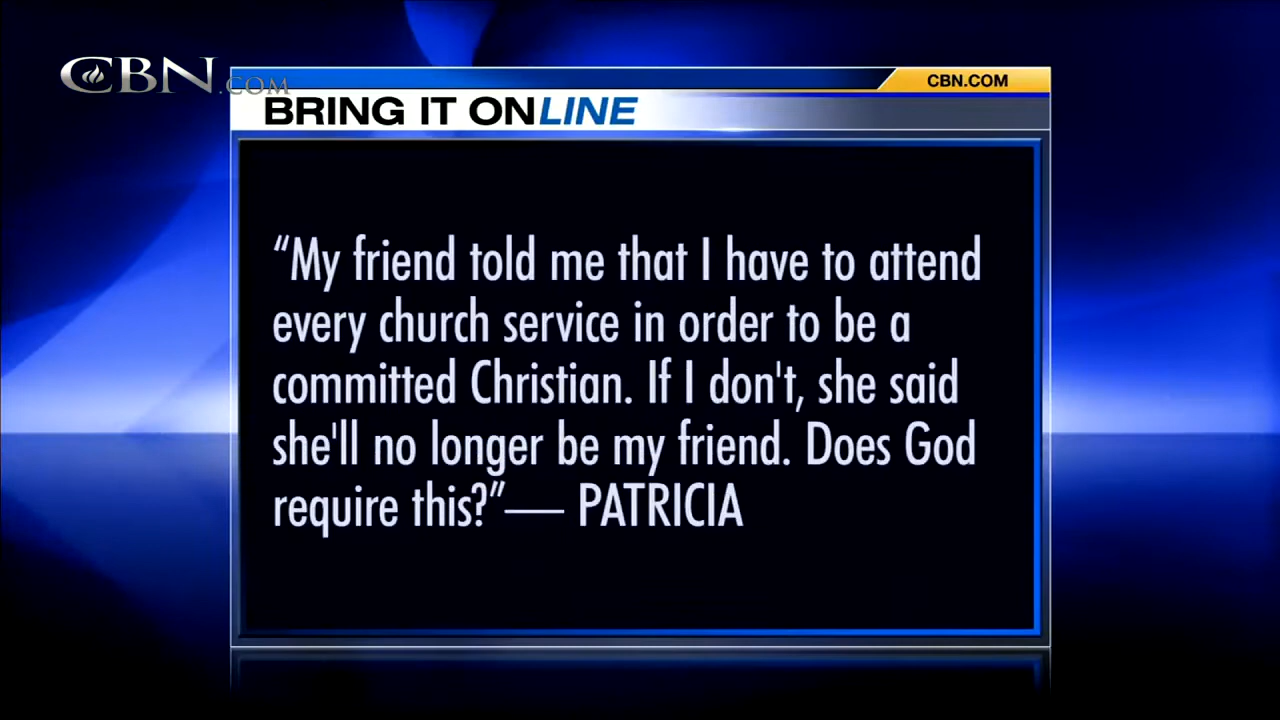 CBN.COM
CBN.COM
BRING IT ONLINE
“My friend told me that I have to attend
every church service in order to be a
committed Christian. If I don't, she said
she'll no longer be my friend. Does God
require this?”— PATRICIA